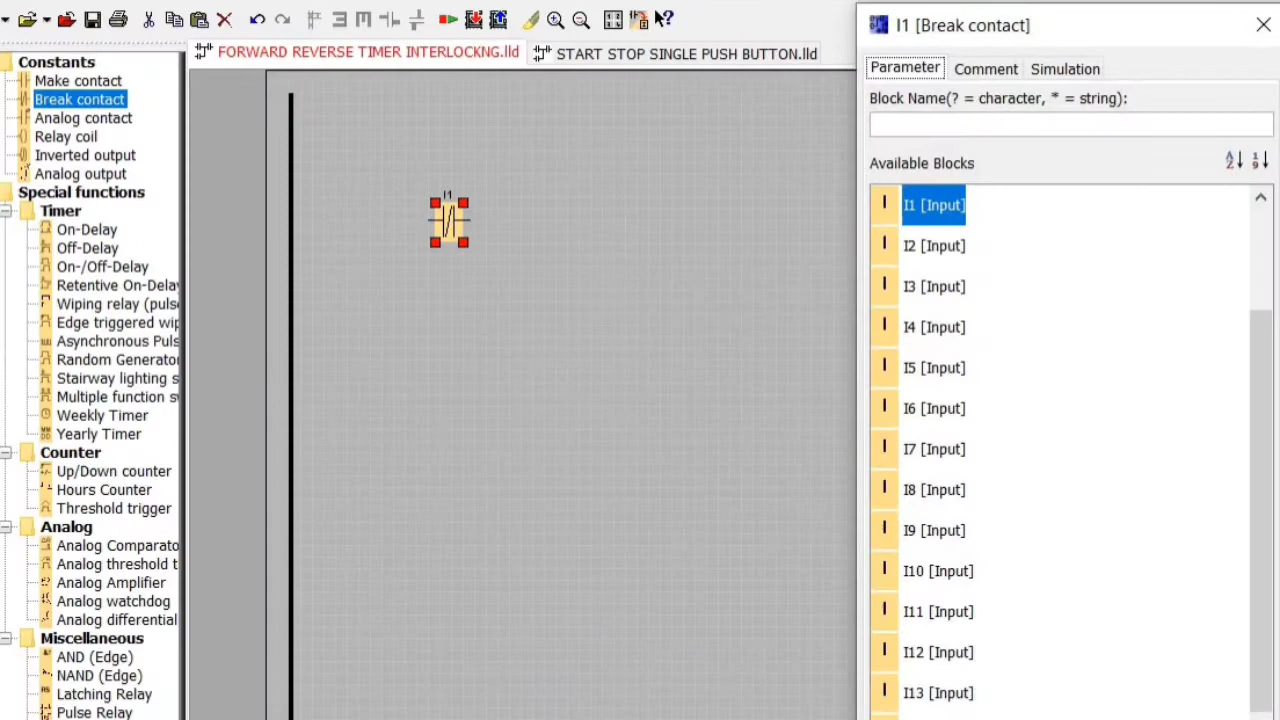 I1 [Break contact]
FORWARD REVERSE TIMER INTERLOCKNG.lld
START STOP SINGLE PUSH BUTTON.lld
Constants
Make contact
Break contact
Analog contact
Relay coil
Inverted output
Analog output
Special functions
Timer
On-Delay
Off-Delay
On-/Off-Delay
Retentive On-Delay
Wiping relay (puls
Edge triggered wip
Asynchronous Puls
Random Generato
Stairway lighting s
Multiple function s
Weekly Timer
Yearly Timer
Counter
Up/Down counter
Hours Counter
Threshold trigger
Analog
Analog Comparato
Analog threshold t
Analog Amplifier
Analog watchdog
Analog differential
Miscellaneous
AND (Edge)
NAND (Edge)
Latching Relay
Pulse Relay
I1
Parameter Comment Simulation
Block Name(? = character, * = string):
Available Blocks
I I1 [Input]
I I2 [Input]
I I3 [Input]
I I4 [Input]
I I5 [Input]
I I6 [Input]
I I7 [Input]
I I8 [Input]
I I9 [Input]
I I10 [Input]
I I11 [Input]
I I12 [Input]
I I13 [Input]